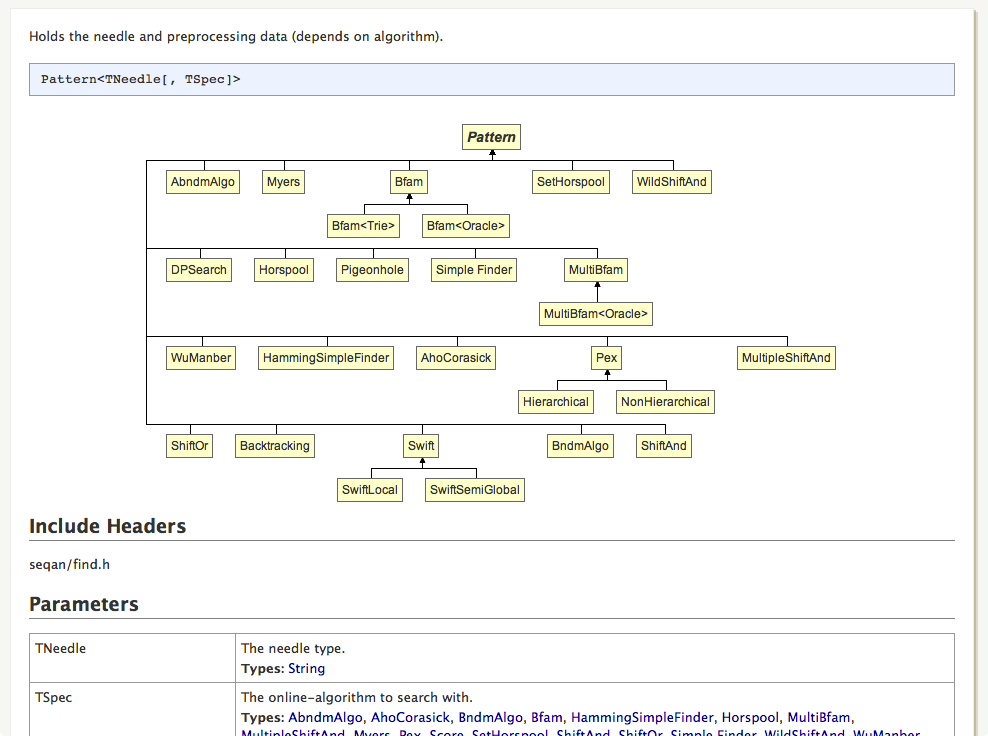 Holds the needle and preprocessing data (depends on algorithm).
Pattern<TNeedle[, TSpec]>
Pattern
AbndmAlgo Myers Bfam SetHorspool WildShiftAnd
Bfam<Trie> Bfam<Oracle>
DPSearch Horspool Pigeonhole Simple Finder MultiBfam
MultiBfam<Oracle>
WuManber HammingSimpleFinder AhoCorasick Pex MultipleShiftAnd
Hierarchical NonHierarchical
ShiftOr Backtracking Swift BndmAlgo ShiftAnd
SwiftLocal SwiftSemiGlobal
Include Headers
seqan/find.h
Parameters
TNeedle The needle type.
Types: String
TSpec The online-algorithm to search with.
Types: AbndmAlgo, AhoCorasick, BndmAlgo, Bfam, HammingSimpleFinder, Horspool, MultiBfam,
MultipleShiftAnd, Myers, Pex, Score, SetHorspool, ShiftAnd, ShiftOr, Simple Finder, WildShiftAnd, WuManber